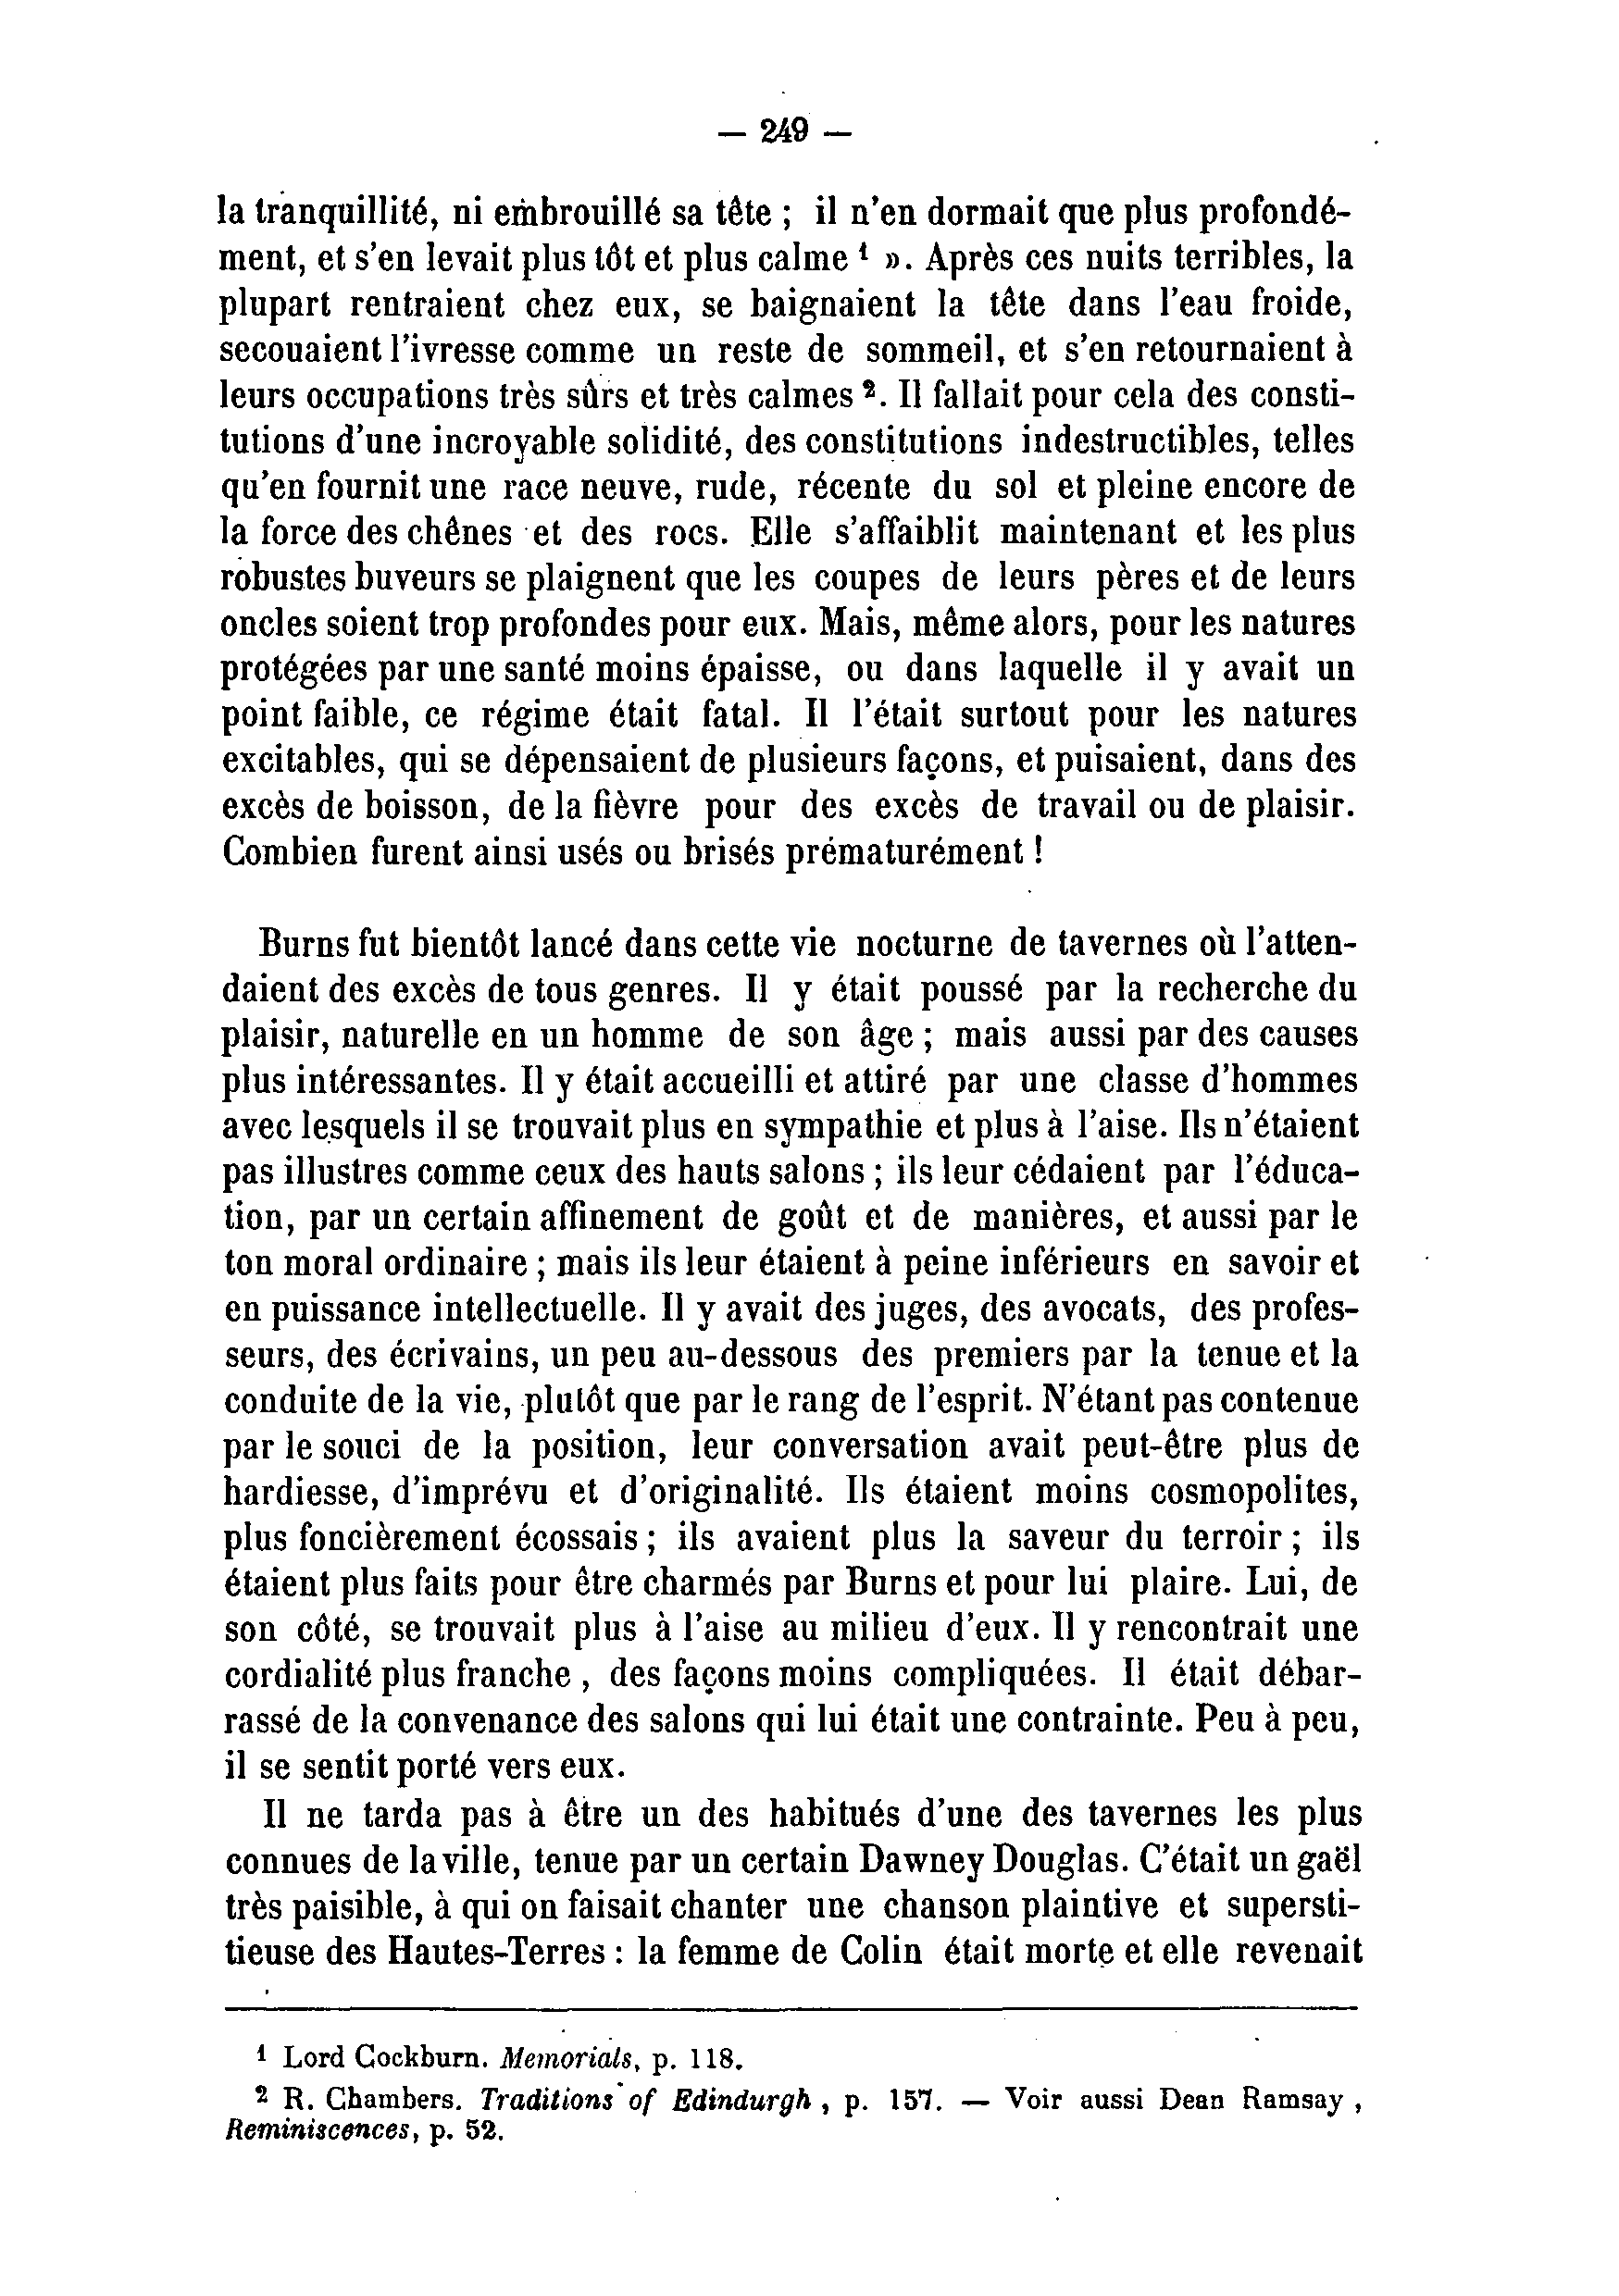 — 249 —
la tranquillité, ni embrouillé sa tête ; il n'en dormait que plus profondé-
ment, et s'en levait plus tôt et plus calme ¹ ». Après ces nuits terribles, la
plupart rentraient chez eux, se baignaient la tête dans l'eau froide,
secouaient l'ivresse comme un reste de sommeil, et s'en retournaient à
leurs occupations très sûrs et très calmes ². Il fallait pour cela des consti-
tutions d'une incroyable solidité, des constitutions indestructibles, telles
qu'en fournit une race neuve, rude, récente du sol et pleine encore de
la force des chênes et des rocs. Elle s'affaiblit maintenant et les plus
robustes buveurs se plaignent que les coupes de leurs pères et de leurs
oncles soient trop profondes pour eux. Mais, même alors, pour les natures
protégées par une santé moins épaisse, ou dans laquelle il y avait un
point faible, ce régime était fatal. Il l'était surtout pour les natures
excitables, qui se dépensaient de plusieurs façons, et puisaient, dans des
excès de boisson, de la fièvre pour des excès de travail ou de plaisir.
Combien furent ainsi usés ou brisés prématurément !
Burns fut bientôt lancé dans cette vie nocturne de tavernes où l'atten-
daient des excès de tous genres. Il y était poussé par la recherche du
plaisir, naturelle en un homme de son âge ; mais aussi par des causes
plus intéressantes. Il y était accueilli et attiré par une classe d'hommes
avec lesquels il se trouvait plus en sympathie et plus à l'aise. Ils n'étaient
pas illustres comme ceux des hauts salons ; ils leur cédaient par l'éduca-
tion, par un certain affinement de goût et de manières, et aussi par le
ton moral ordinaire ; mais ils leur étaient à peine inférieurs en savoir et
en puissance intellectuelle. Il y avait des juges, des avocats, des profes-
seurs, des écrivains, un peu au-dessous des premiers par la tenue et la
conduite de la vie, plutôt que par le rang de l'esprit. N'étant pas contenue
par le souci de la position, leur conversation avait peut-être plus de
hardiesse, d'imprévu et d'originalité. Ils étaient moins cosmopolites,
plus foncièrement écossais ; ils avaient plus la saveur du terroir ; ils
étaient plus faits pour être charmés par Burns et pour lui plaire. Lui, de
son côté, se trouvait plus à l'aise au milieu d'eux. Il y rencontrait une
cordialité plus franche , des façons moins compliquées. Il était débar-
rassé de la convenance des salons qui lui était une contrainte. Peu à peu,
il se sentit porté vers eux.
Il ne tarda pas à être un des habitués d'une des tavernes les plus
connues de la ville, tenue par un certain Dawney Douglas. C'était un gaël
très paisible, à qui on faisait chanter une chanson plaintive et supersti-
tieuse des Hautes-Terres : la femme de Colin était morte et elle revenait
¹ Lord Cockburn. Memorials, p. 118.
² R. Chambers. Traditions of Edindurgh , p. 157. — Voir aussi Dean Ramsay ,
Reminiscences, p. 52.